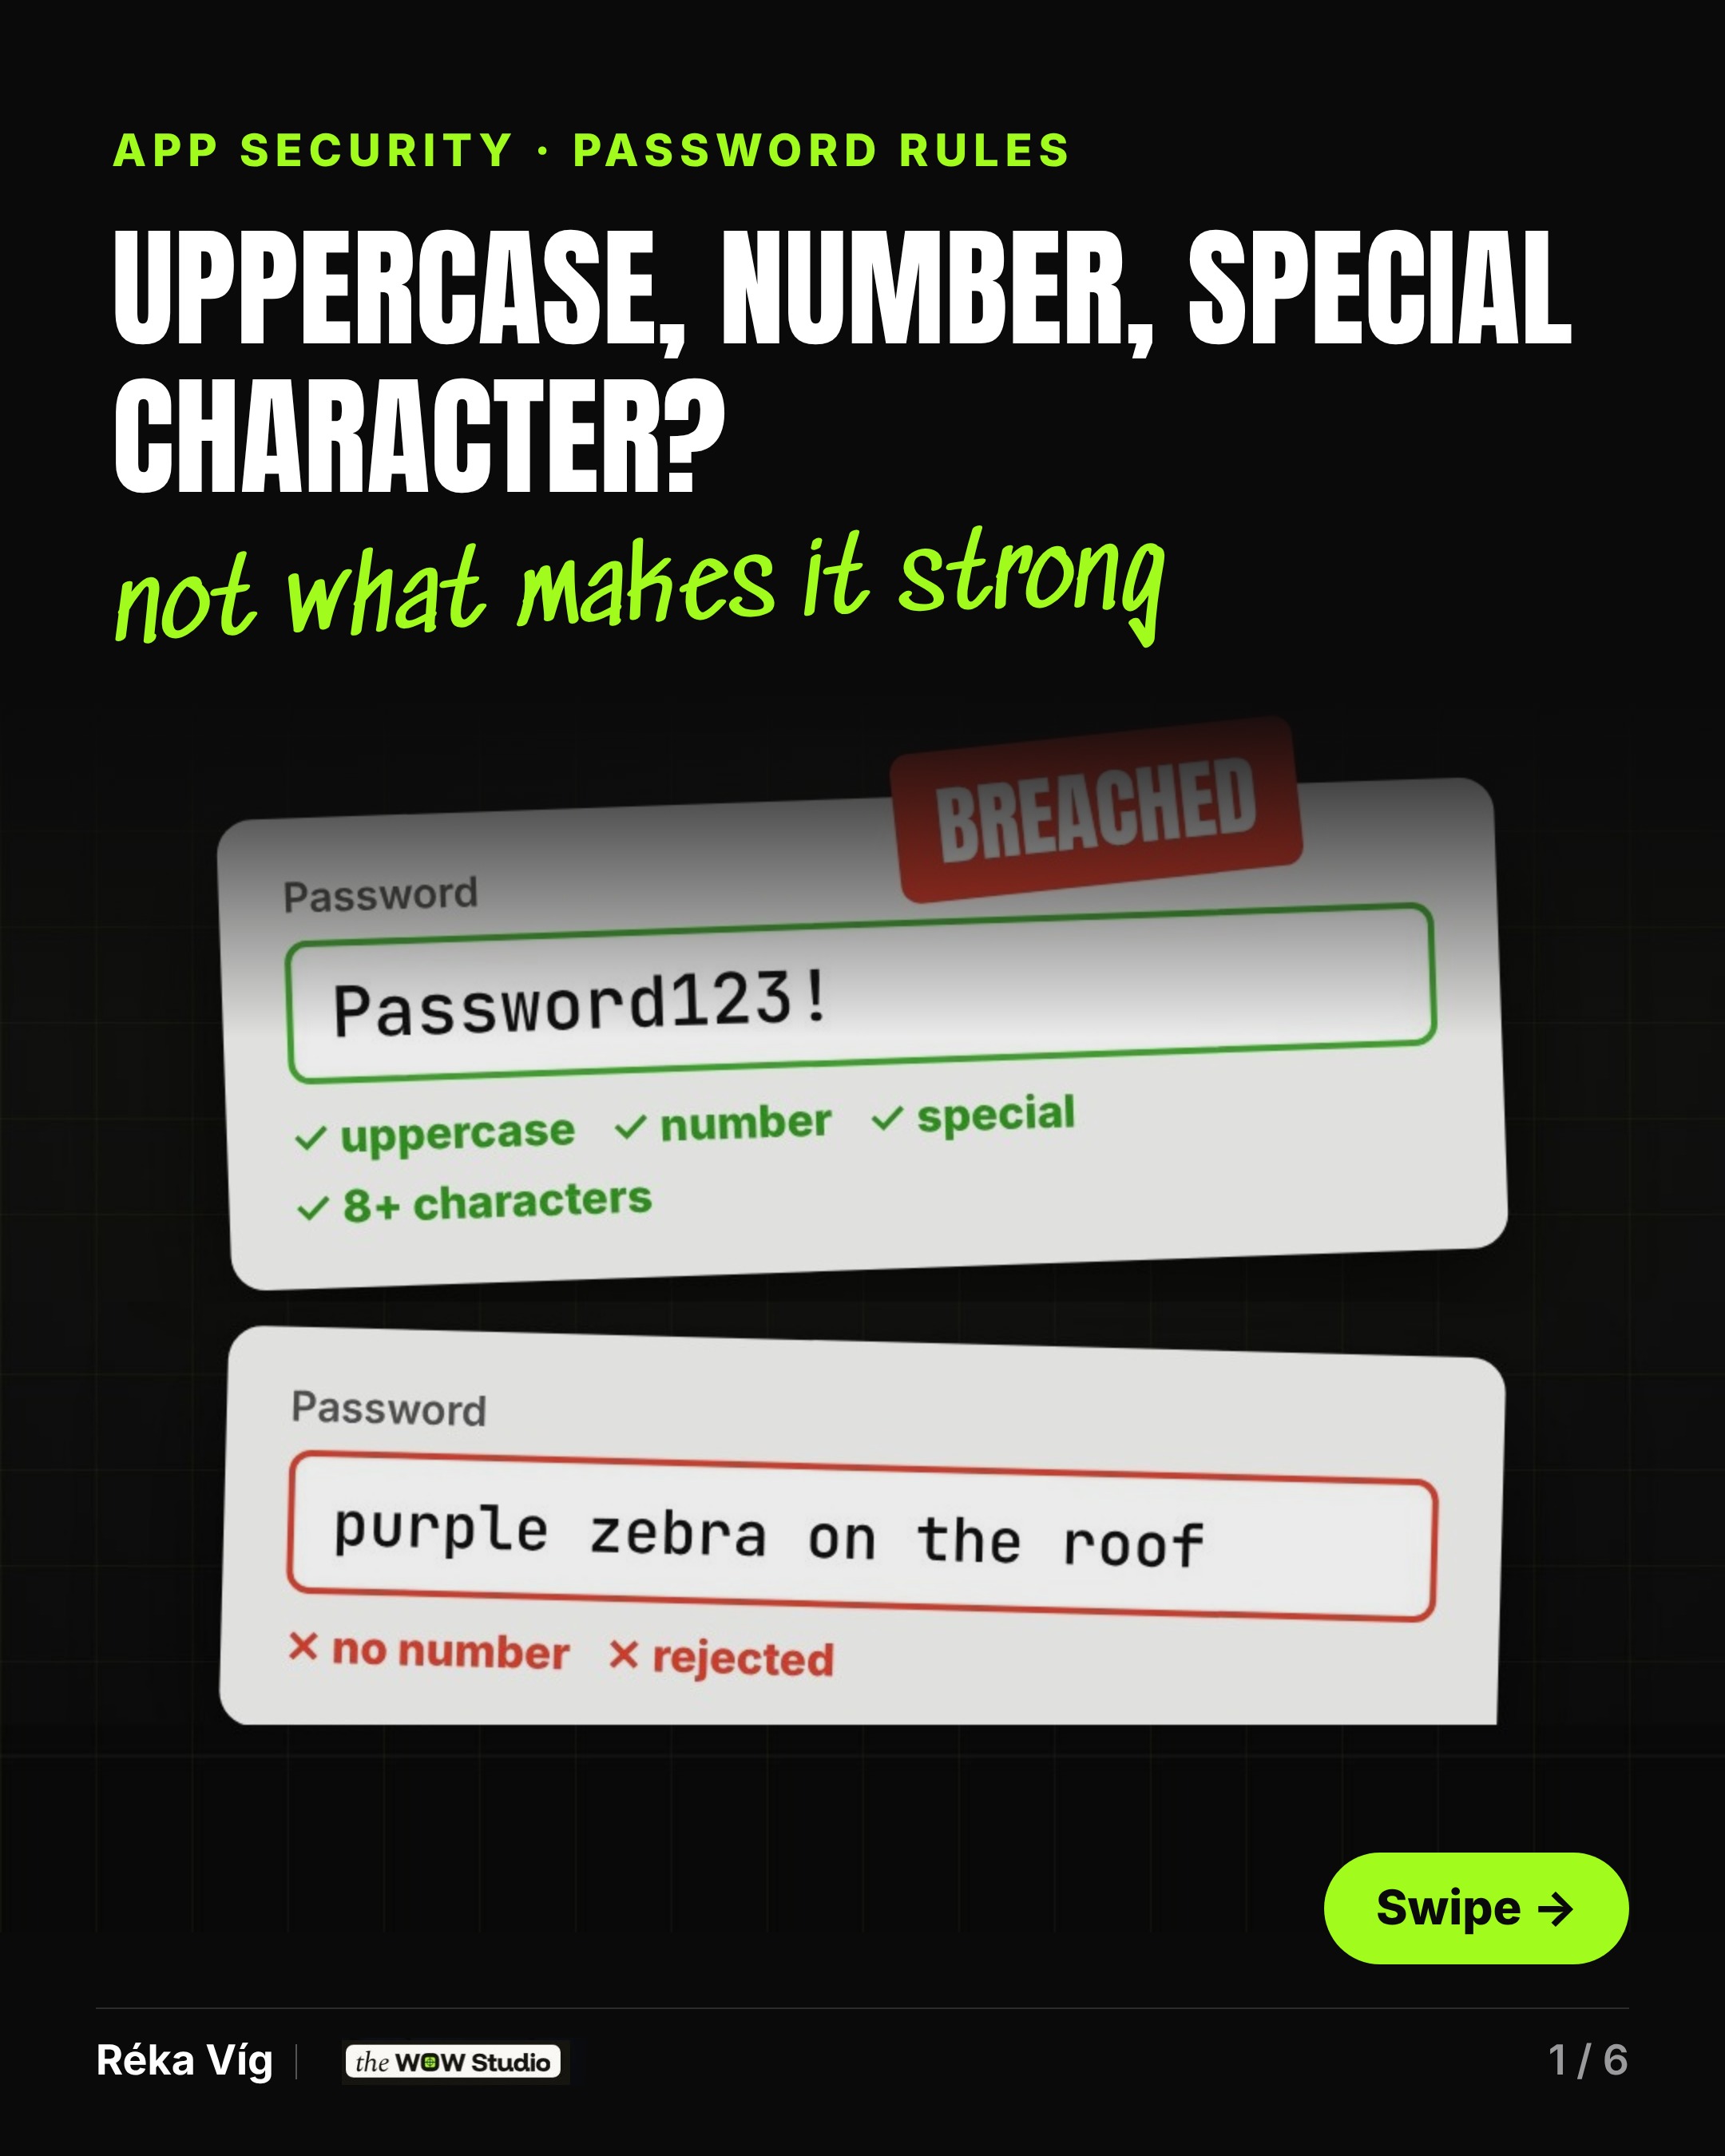 APP SECURITY · PASSWORD RULES
UPPERCASE, NUMBER, SPECIAL
CHARACTER?
not what makes it strong
BREACHED
Password
Password123!
✓ uppercase ✓ number ✓ special
✓ 8+ characters
Password
purple zebra on the roof
✕ no number ✕ rejected
Swipe →
Réka Víg
the WOW Studio
1 / 6